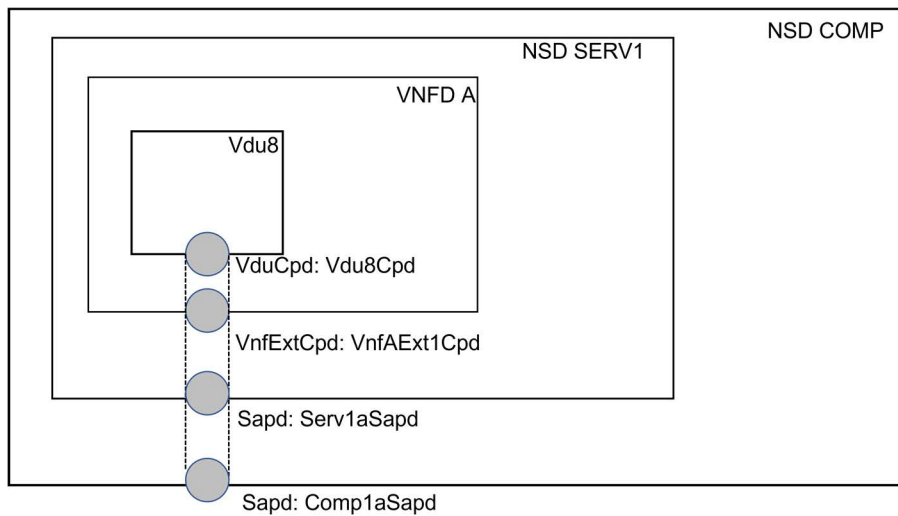 NSD COMP
NSD SERV1
VNFD A
Vdu8
VduCpd: Vdu8Cpd
VnfExtCpd: VnfAExt1Cpd
Sapd: Serv1aSapd
Sapd: Comp1aSapd